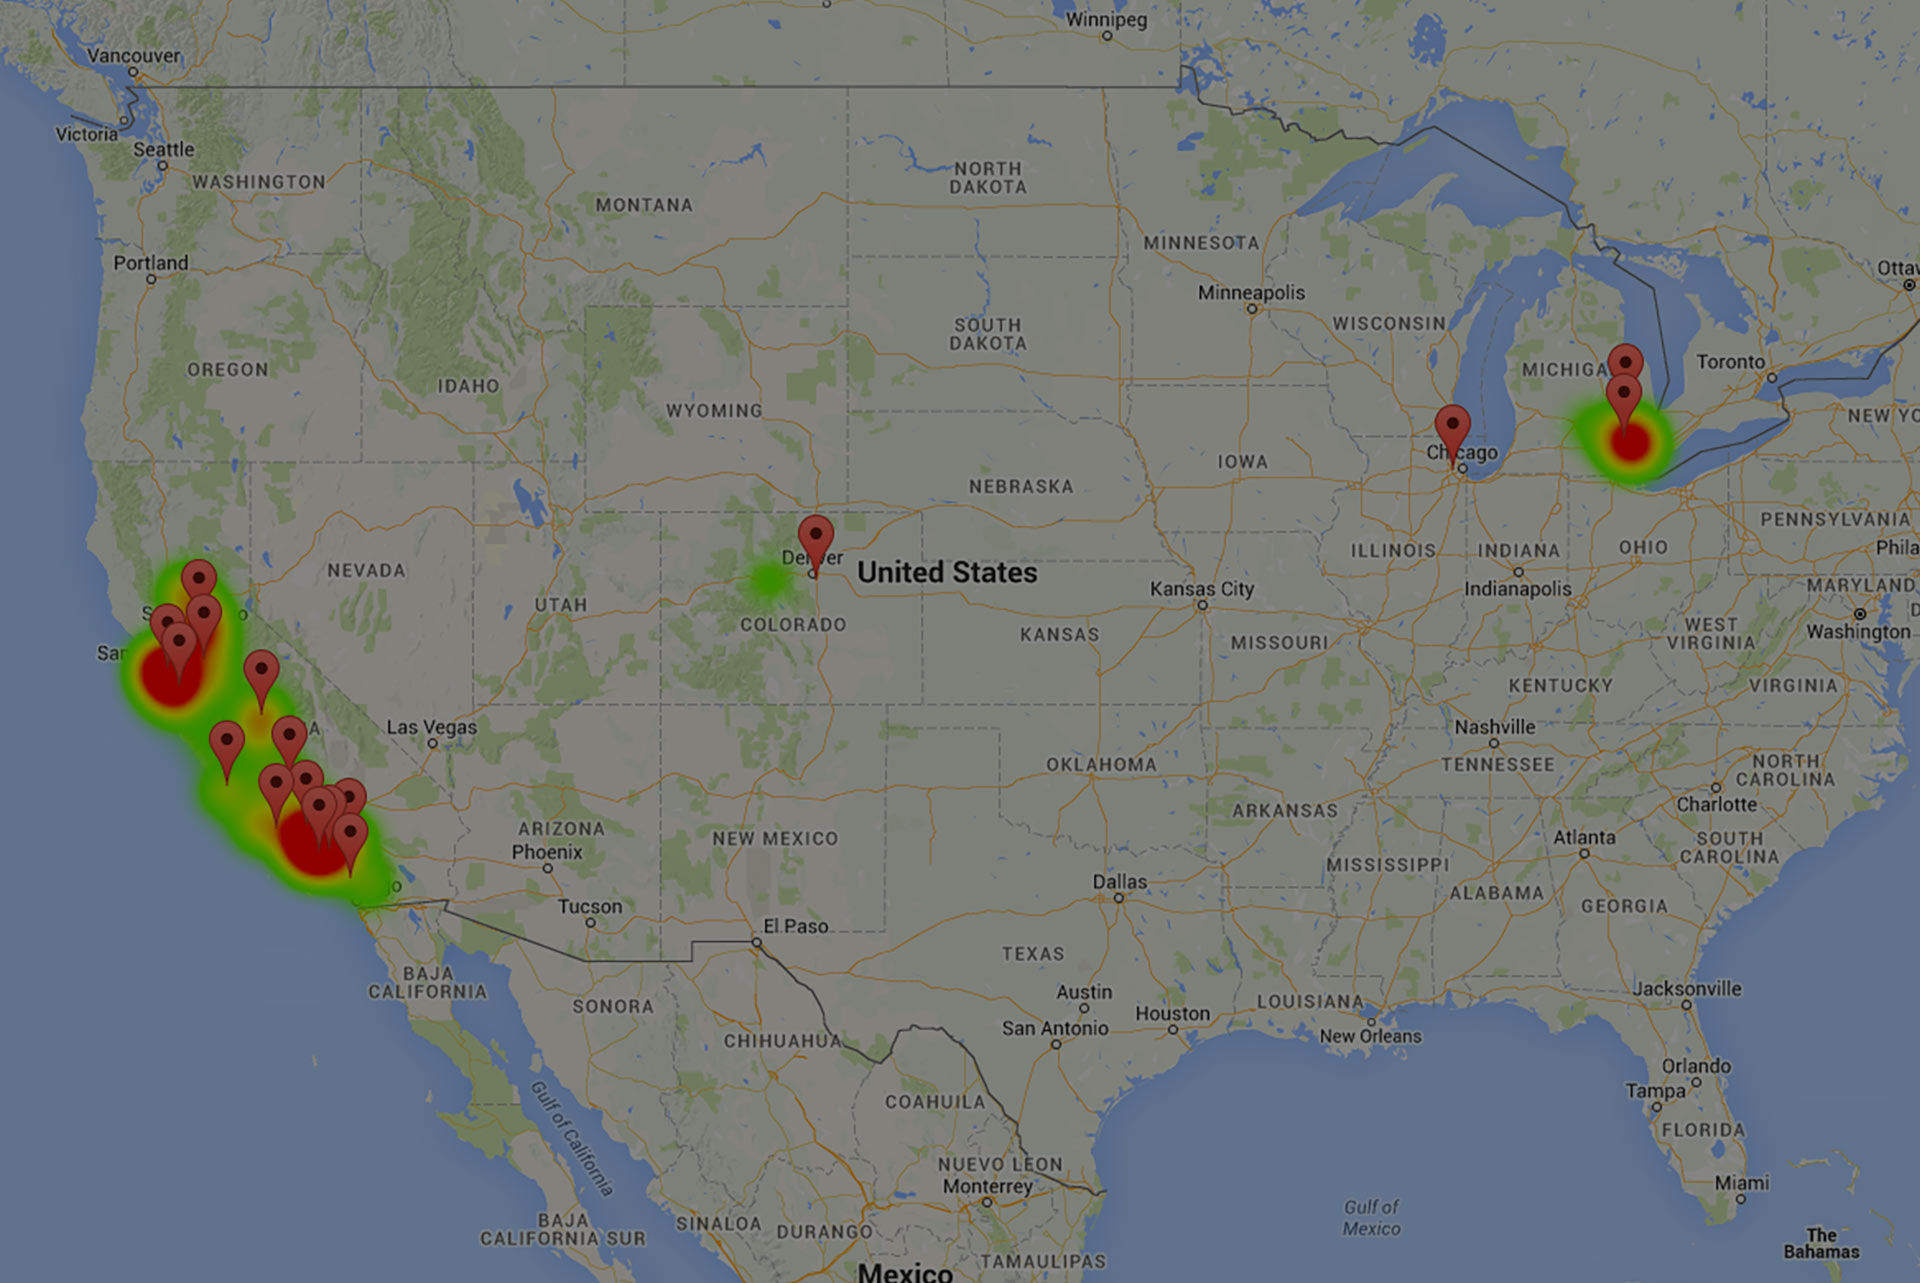 Winnipeg
Vancouver
Victoria
Seattle
WASHINGTON
NORTH
DAKOTA
MONTANA
MINNESOTA
Portland
Ottaw
Minneapolis
WISCONSIN
SOUTH
DAKOTA
Toronto
OREGON
MICHIGA
IDAHO
WYOMING
NEW YO
Chicago
IOWA
NEBRASKA
PENNSYLVANIA
ILLINOIS
INDIANA
OHIO
Phila
Denver
United States
NEVADA
Kansas City
Indianapolis
MARYLAND
UTAH
COLORADO
KANSAS
MISSOURI
WEST
VIRGINIA
Washington
San
KENTUCKY
VIRGINIA
Las Vegas
Nashville
TENNESSEE
OKLAHOMA
NORTH
CAROLINA
Charlotte
ARKANSAS
ARIZONA
Phoenix
NEW MEXICO
Atlanta
SOUTH
CAROLINA
MISSISSIPPI
Dallas
ALABAMA
GEORGIA
Tucson
El Paso
TEXAS
BAJA
CALIFORNIA
Austin
Jacksonville
SONORA
LOUISIANA
Houston
San Antonio
New Orleans
CHIHUAHUA
Orlando
Tampa
COAHUILA
Gulf of California
FLORIDA
NUEVO LEON
Monterrey
Miami
Gulf of
Mexico
BAJA
CALIFORNIA SUR
SINALOA
DURANGO
The
Bahamas
TAMAULIPAS
Mexico